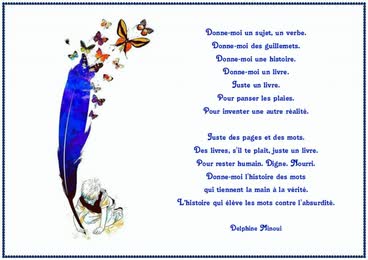 Donne-moi un sujet, un verbe.
Donne-moi des guillemets.
Donne-moi une histoire.
Donne-moi un livre.
Juste un livre.
Pour panser les plaies.
Pour inventer une autre réalité.
Juste des pages et des mots.
Des livres, s'il te plaît, juste un livre.
Pour rester humain. Digne. Nourri.
Donne-moi l'histoire des mots
qui tiennent la main à la vérité.
L'histoire qui élève les mots contre l'absurdité.
Delphine Minoui